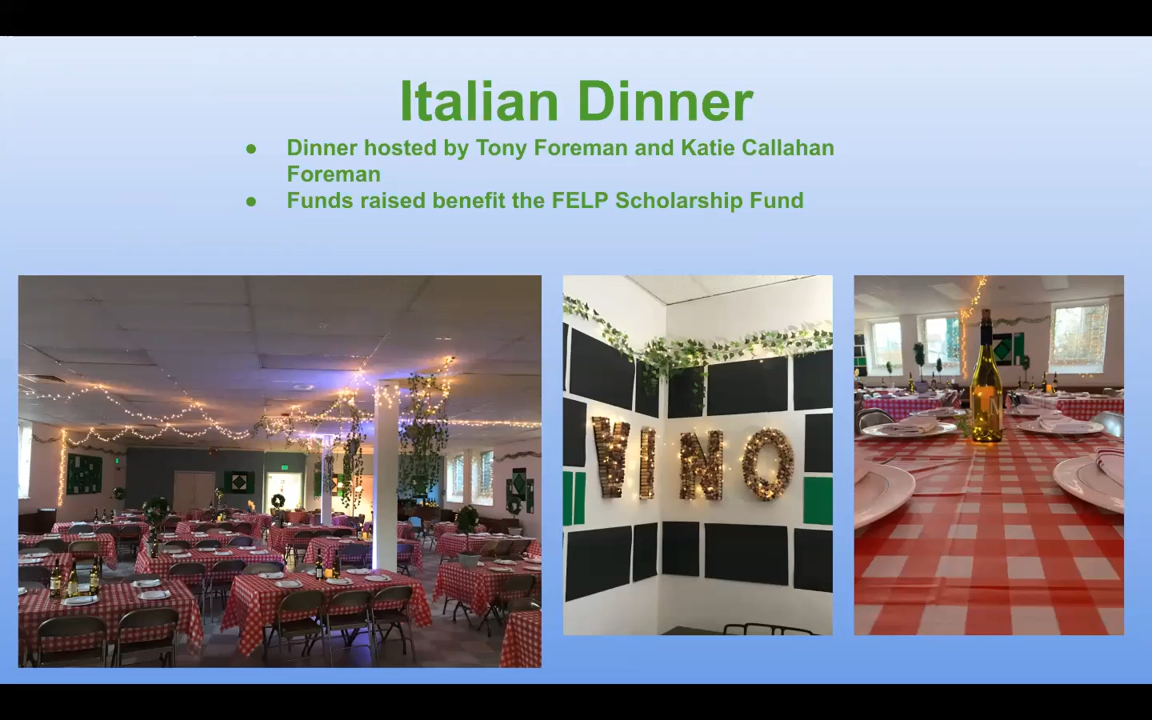 Italian Dinner
● Dinner hosted by Tony Foreman and Katie Callahan
Foreman
● Funds raised benefit the FELP Scholarship Fund
VINO